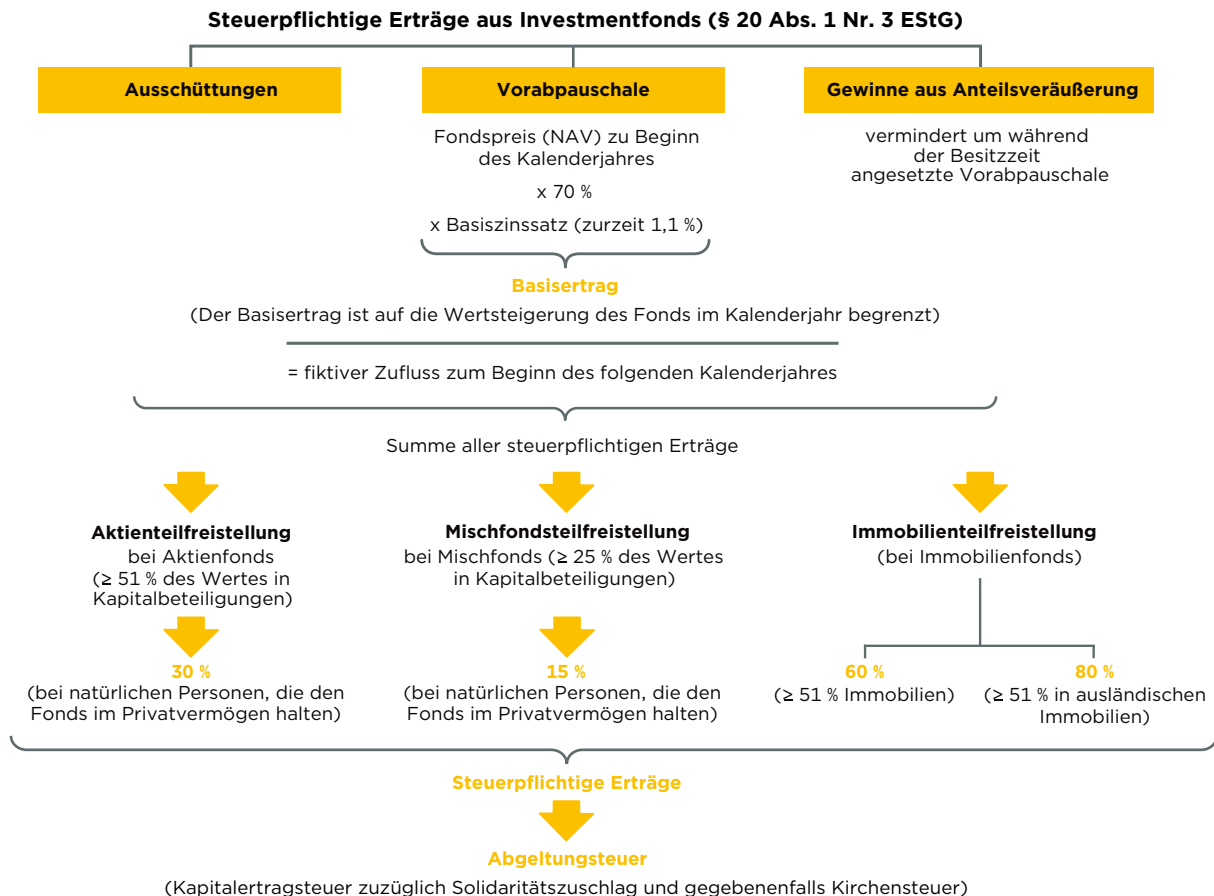 Steuerpflichtige Erträge aus Investmentfonds (§ 20 Abs. 1 Nr. 3 EStG)
Ausschüttungen
Vorabpauschale
Gewinne aus Anteilsveräußerung
Fondspreis (NAV) zu Beginn
des Kalenderjahres
x 70 %
x Basiszinssatz (zurzeit 1,1 %)
vermindert um während
der Besitzzeit
angesetzte Vorabpauschale
Basisertrag
(Der Basisertrag ist auf die Wertsteigerung des Fonds im Kalenderjahr begrenzt)
= fiktiver Zufluss zum Beginn des folgenden Kalenderjahres
Summe aller steuerpflichtigen Erträge
Aktienteilfreistellung
bei Aktienfonds
(≥ 51 % des Wertes in
Kapitalbeteiligungen)
30 %
(bei natürlichen Personen, die den
Fonds im Privatvermögen halten)
Mischfondsteilfreistellung
bei Mischfonds (≥ 25 % des Wertes
in Kapitalbeteiligungen)
15 %
(bei natürlichen Personen, die den
Fonds im Privatvermögen halten)
Immobilienteilfreistellung
(bei Immobilienfonds)
60 %
(≥ 51 % Immobilien)
80 %
(≥ 51 % in ausländischen
Immobilien)
Steuerpflichtige Erträge
Abgeltungsteuer
(Kapitalertragsteuer zuzüglich Solidaritätszuschlag und gegebenenfalls Kirchensteuer)